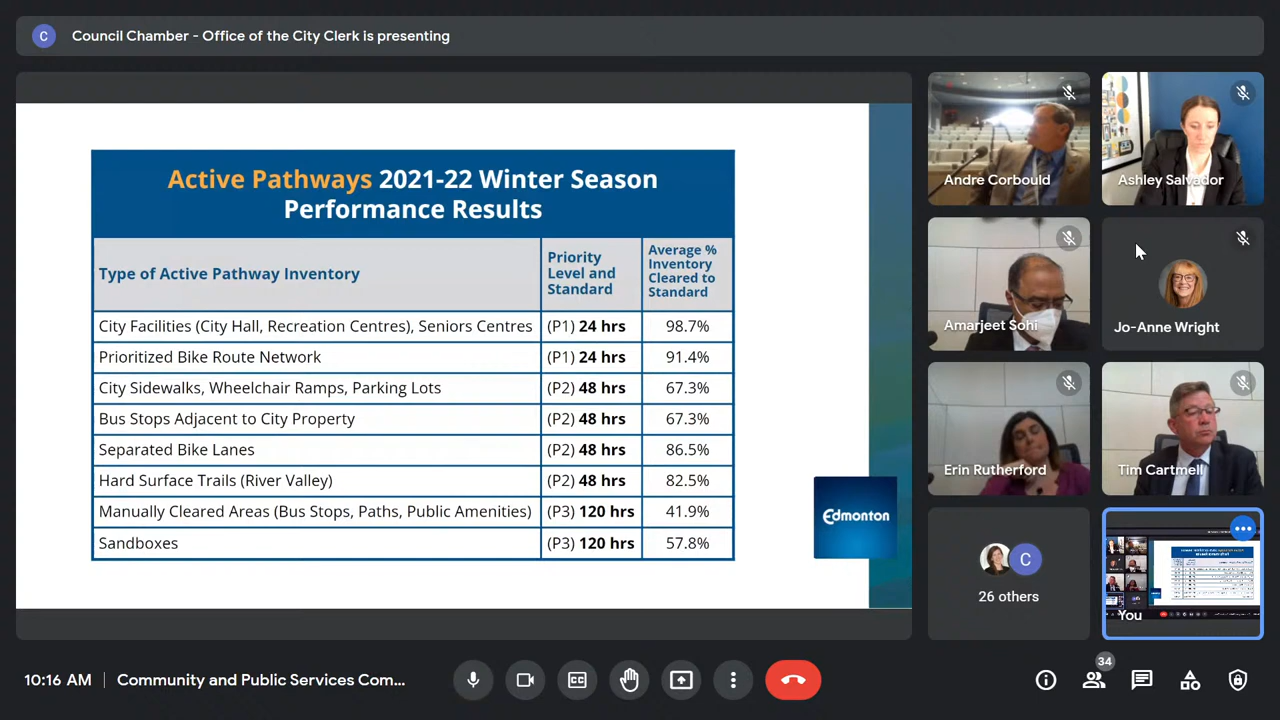 C
Council Chamber - Office of the City Clerk is presenting
Active Pathways 2021-22 Winter Season
Performance Results
Type of Active Pathway Inventory
Priority
Level and
Standard
Average %
Inventory
Cleared to
Standard
City Facilities (City Hall, Recreation Centres), Seniors Centres (P1) 24 hrs 98.7%
Prioritized Bike Route Network (P1) 24 hrs 91.4%
City Sidewalks, Wheelchair Ramps, Parking Lots (P2) 48 hrs 67.3%
Bus Stops Adjacent to City Property (P2) 48 hrs 67.3%
Separated Bike Lanes (P2) 48 hrs 86.5%
Hard Surface Trails (River Valley) (P2) 48 hrs 82.5%
Manually Cleared Areas (Bus Stops, Paths, Public Amenities) (P3) 120 hrs 41.9%
Sandboxes (P3) 120 hrs 57.8%
Edmonton
Andre Corbould
Ashley Salvador
Amarjeet Sohi
Jo-Anne Wright
Erin Rutherford
Tim Cartmell
C
26 others
You
10:16 AM
Community and Public Services Com...
34